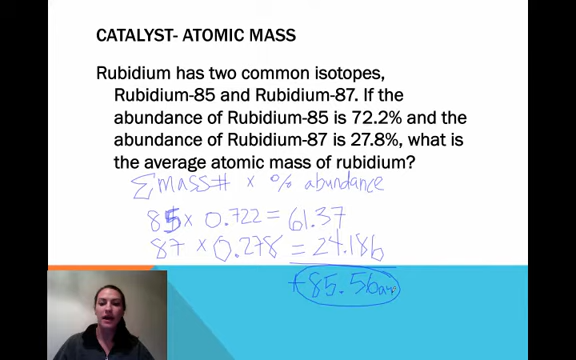 CATALYST- ATOMIC MASS
Rubidium has two common isotopes,
Rubidium-85 and Rubidium-87. If the
abundance of Rubidium-85 is 72.2% and the
abundance of Rubidium-87 is 27.8%, what is
the average atomic mass of rubidium?
∑ mass# x % abundance
85 x 0.722 = 61.37
87 x 0.278 = 24.186
+ 85.56 amu